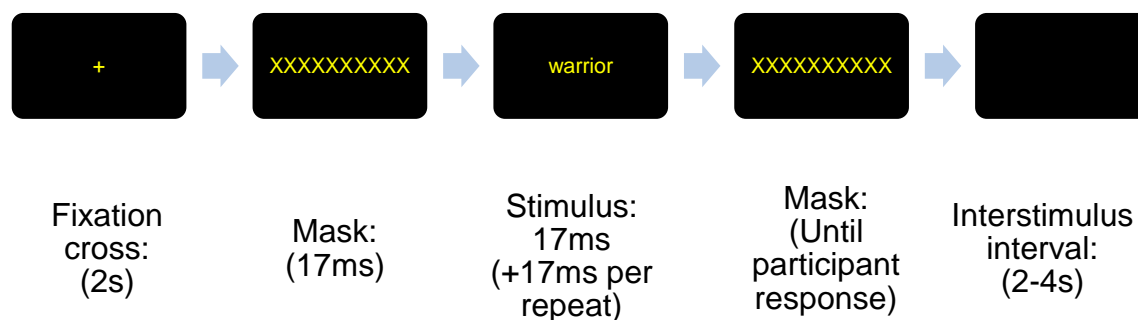 +
XXXXXXXXXX
warrior
XXXXXXXXXX
Fixation
cross:
(2s)
Mask:
(17ms)
Stimulus:
17ms
(+17ms per
repeat)
Mask:
(Until
participant
response)
Interstimulus
interval:
(2-4s)